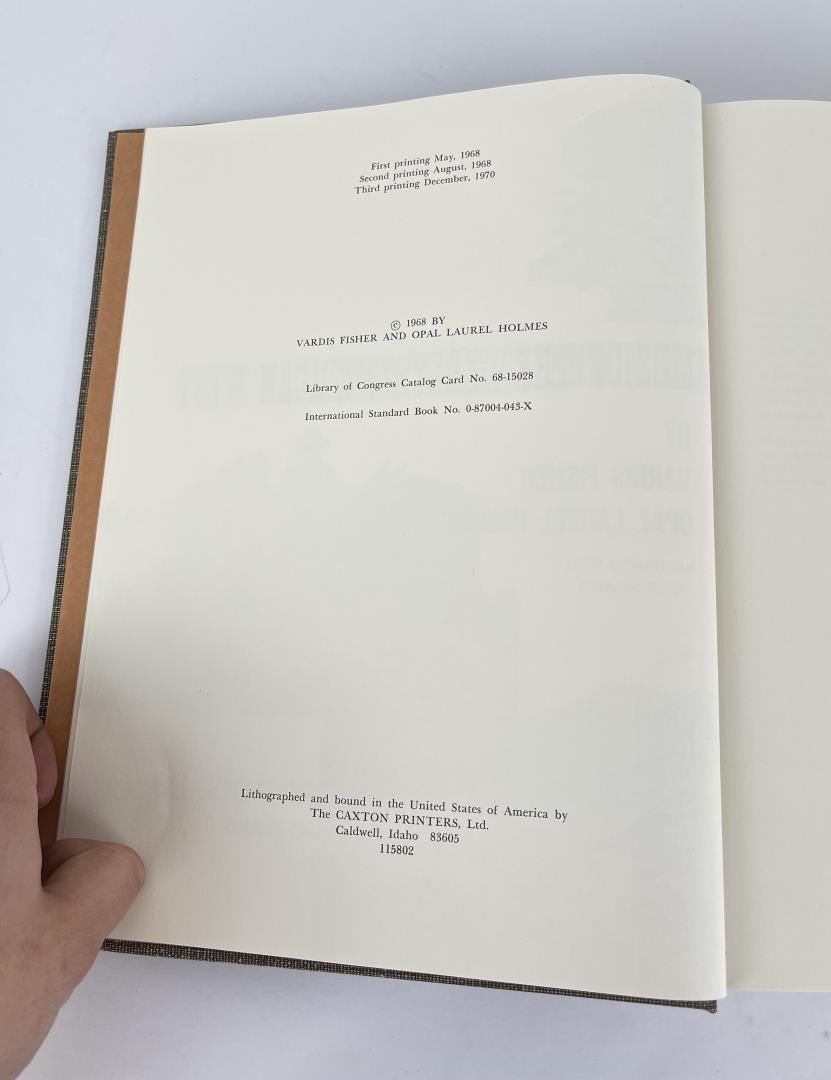 First printing May, 1968
Second printing August, 1968
Third printing December, 1970
© 1968 BY
VARDIS FISHER AND OPAL LAUREL HOLMES
Library of Congress Catalog Card No. 68-15028
International Standard Book No. 0-87004-043-X
Lithographed and bound in the United States of America by
The CAXTON PRINTERS, Ltd.
Caldwell, Idaho 83605
115802